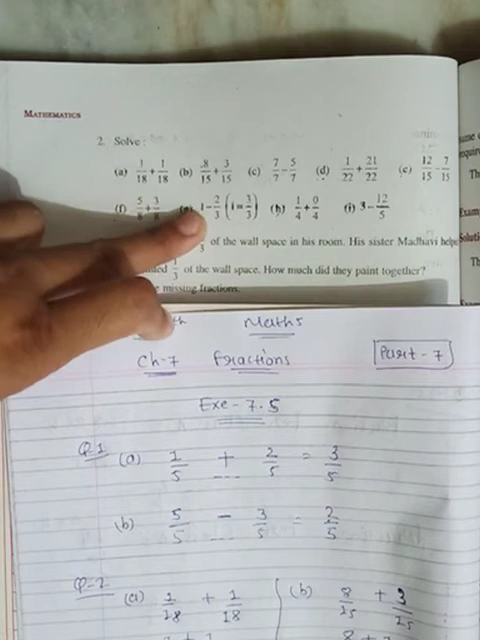 MATHEMATICS
2. Solve :
(a) 1/18 + 1/18 (b) 8/15 + 3/15 (c) 7/7 - 5/7 (d) 1/22 + 21/22 (e) 12/15 - 7/15
(f) 5/8 + 3/8 1 - 2/3 (1 = 3/3) (h) 1/4 + 0/4 (i) 3 - 12/5
3 of the wall space in his room. His sister Madhavi
1/3 of the wall space. How much did they paint together?
missing fractions.
Th
Th
Maths
Ch-7 Fractions Part - 7
Exe - 7.5
Q.1 (a) 1/5 + 2/5 = 3/5
(b) 5/5 - 3/5 = 2/5
Q-2 (a) 1/18 + 1/18 (b) 8/15 + 3/15